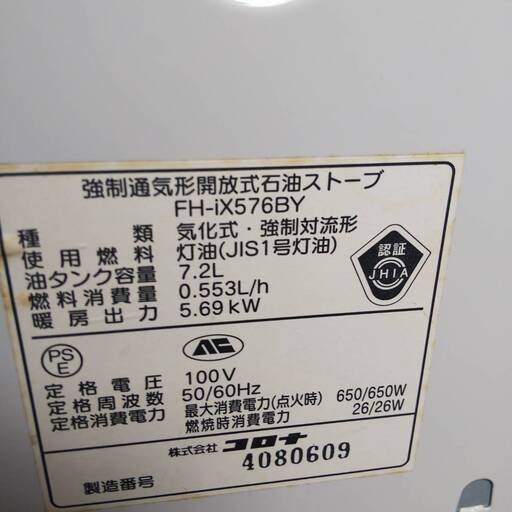 強制通気形開放式石油ストーブ
FH-iX576BY
種類 気化式・強制対流形
使用燃料 灯油(JIS1号灯油)
油タンク容量 7.2L
燃料消費量 0.553L/h
暖房出力 5.69kW
認証
JHIA
PS
E
定格電圧 100V
定格周波数 50/60Hz
定格消費電力 最大消費電力(点火時) 650/650W
燃焼時消費電力 26/26W
株式会社 コロナ
製造番号 4080609